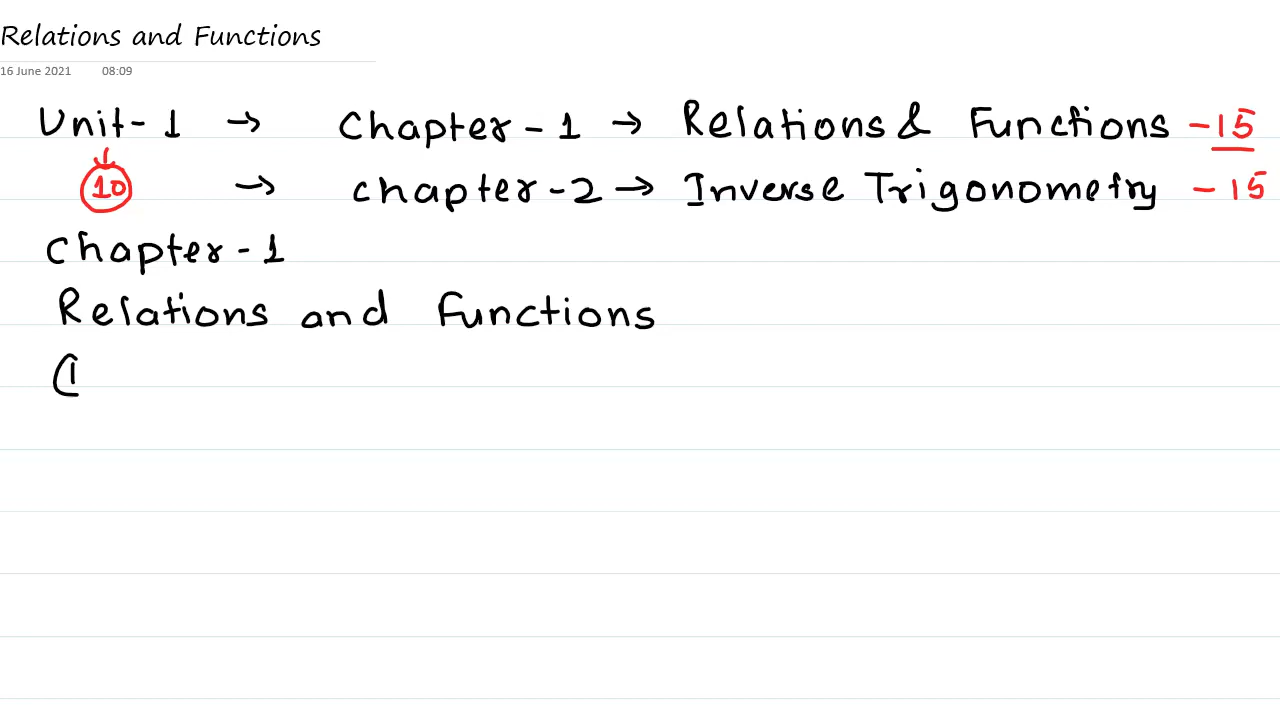 Relations and Functions
16 June 2021 08:09
Unit-1 → Chapter-1 → Relations & Functions -15
10 → chapter-2 → Inverse Trigonometry -15
Chapter-1
Relations and Functions
(1